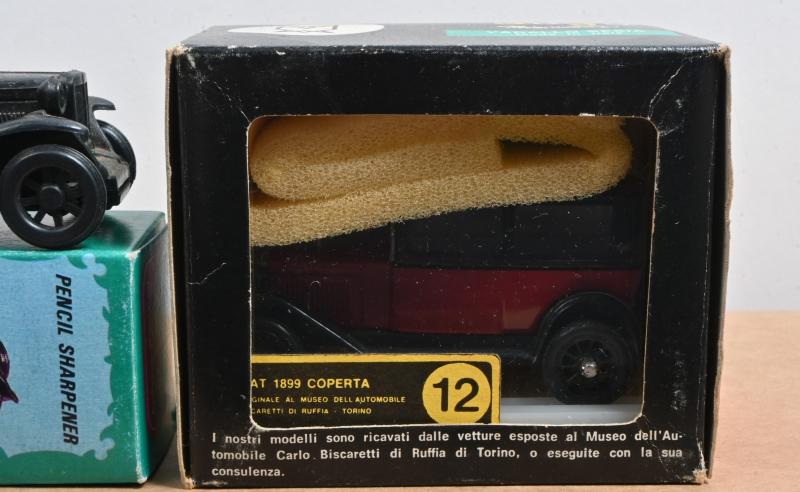 PENCIL SHARPENER
AT 1899 COPERTA
GINALE AL MUSEO DELL'AUTOMOBILE
CARETTI DI RUFFIA - TORINO
12
I nostri modelli sono ricavati dalle vetture esposte al Museo dell'Au-
tomobile Carlo Biscaretti di Ruffia di Torino, o eseguite con la sua
consulenza.